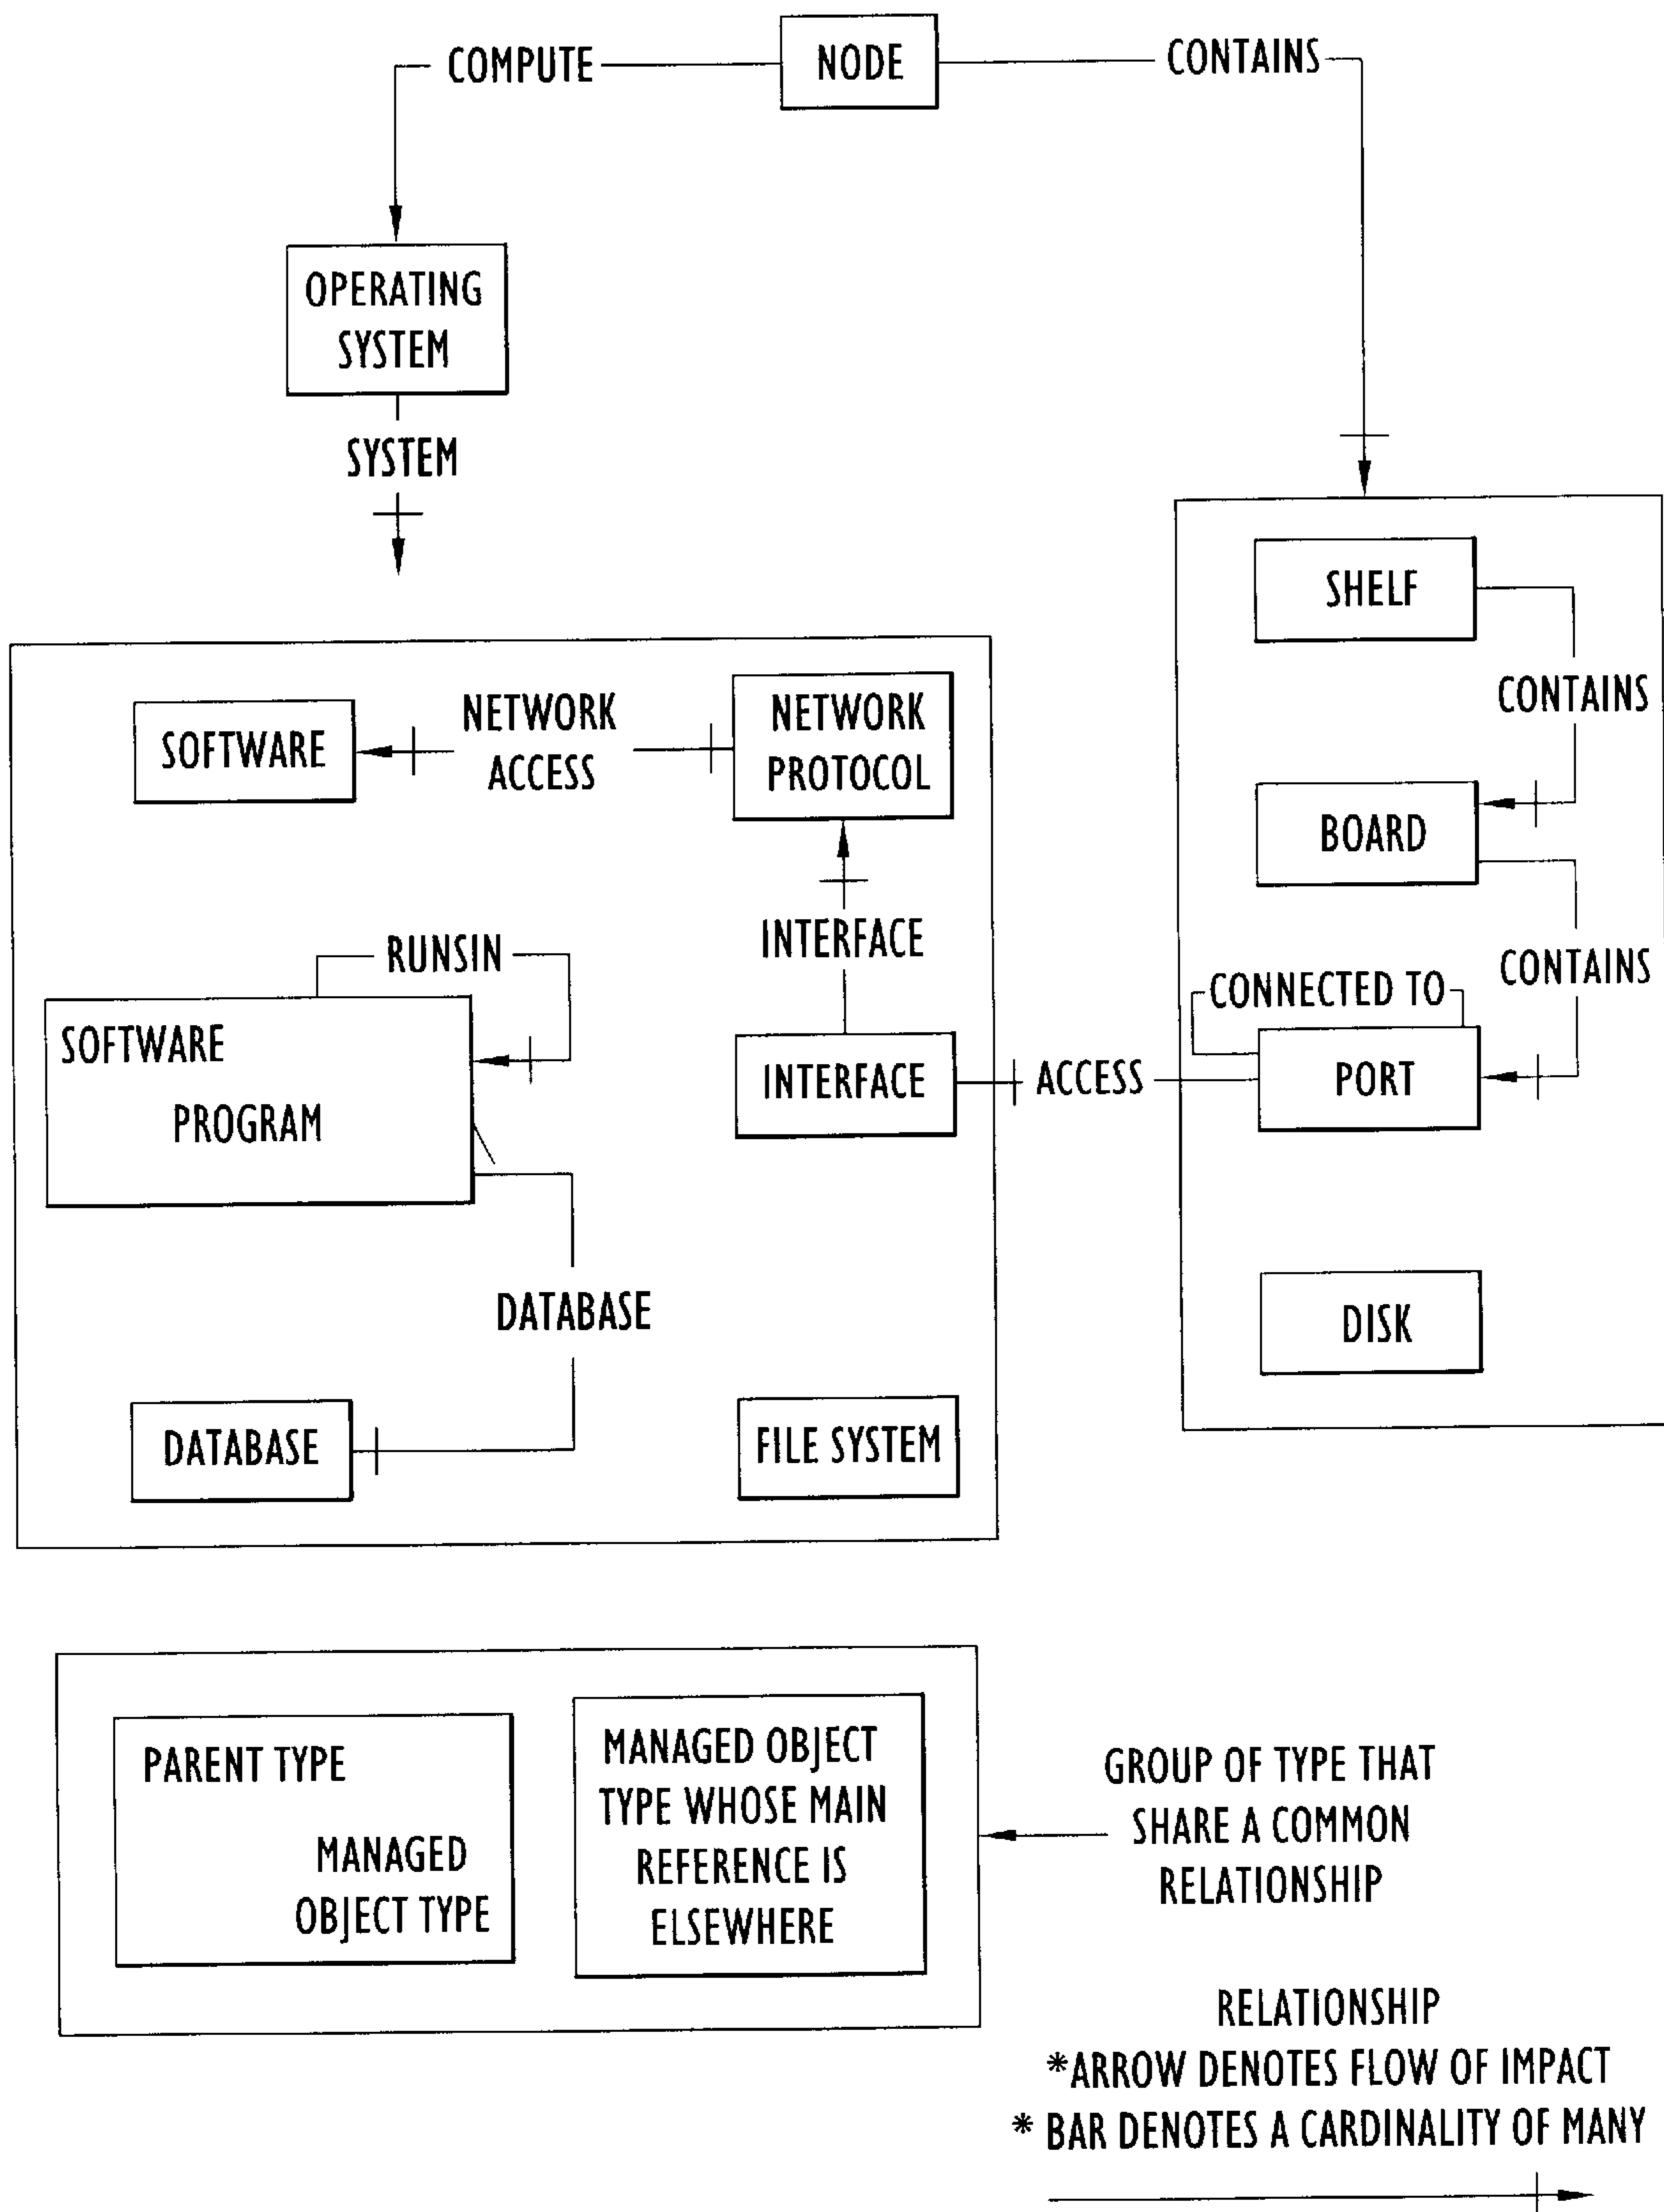 COMPUTE
NODE
CONTAINS
OPERATING
SYSTEM
SYSTEM
SHELF
CONTAINS
SOFTWARE
NETWORK
ACCESS
NETWORK
PROTOCOL
BOARD
RUNSIN
INTERFACE
CONTAINS
CONNECTED TO
SOFTWARE
PROGRAM
INTERFACE
ACCESS
PORT
DATABASE
DISK
DATABASE
FILE SYSTEM
PARENT TYPE
MANAGED
OBJECT TYPE
MANAGED OBJECT
TYPE WHOSE MAIN
REFERENCE IS
ELSEWHERE
GROUP OF TYPE THAT
SHARE A COMMON
RELATIONSHIP
RELATIONSHIP
*ARROW DENOTES FLOW OF IMPACT
* BAR DENOTES A CARDINALITY OF MANY